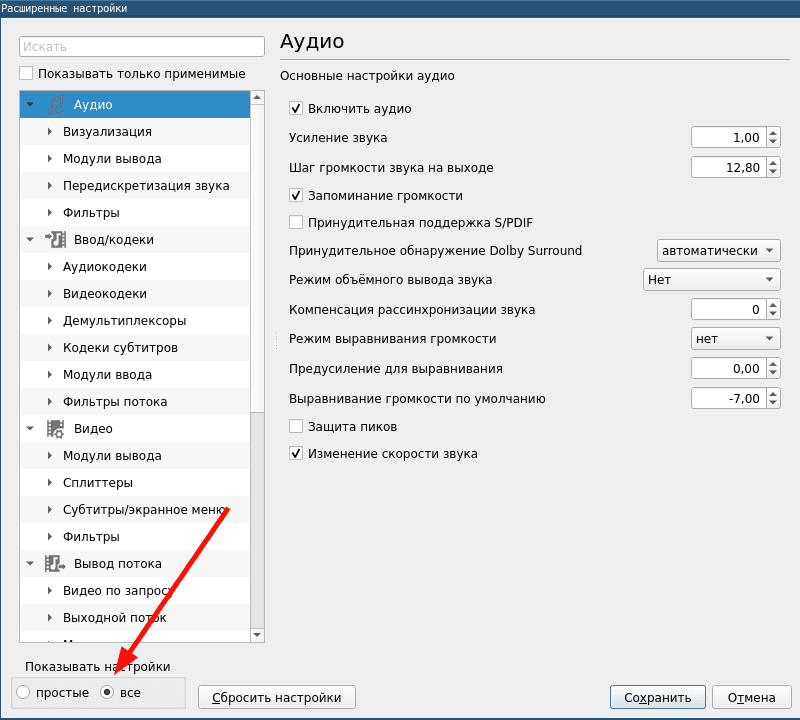 Расширенные настройки
Искать
Показывать только применимые
Аудио
Визуализация
Модули вывода
Передискретизация звука
Фильтры
Ввод/кодеки
Аудиокодеки
Видеокодеки
Демультиплексоры
Кодеки субтитров
Модули ввода
Фильтры потока
Видео
Модули вывода
Сплиттеры
Субтитры/экранное меню
Фильтры
Вывод потока
Видео по запросу
Выходной поток
Показывать настройки
простые все
Сбросить настройки
Аудио
Основные настройки аудио
Включить аудио
Усиление звука 1,00
Шаг громкости звука на выходе 12,80
Запоминание громкости
Принудительная поддержка S/PDIF
Принудительное обнаружение Dolby Surround автоматически
Режим объёмного вывода звука Нет
Компенсация рассинхронизации звука 0
Режим выравнивания громкости нет
Предусиление для выравнивания 0,00
Выравнивание громкости по умолчанию -7,00
Защита пиков
Изменение скорости звука
Сохранить Отмена